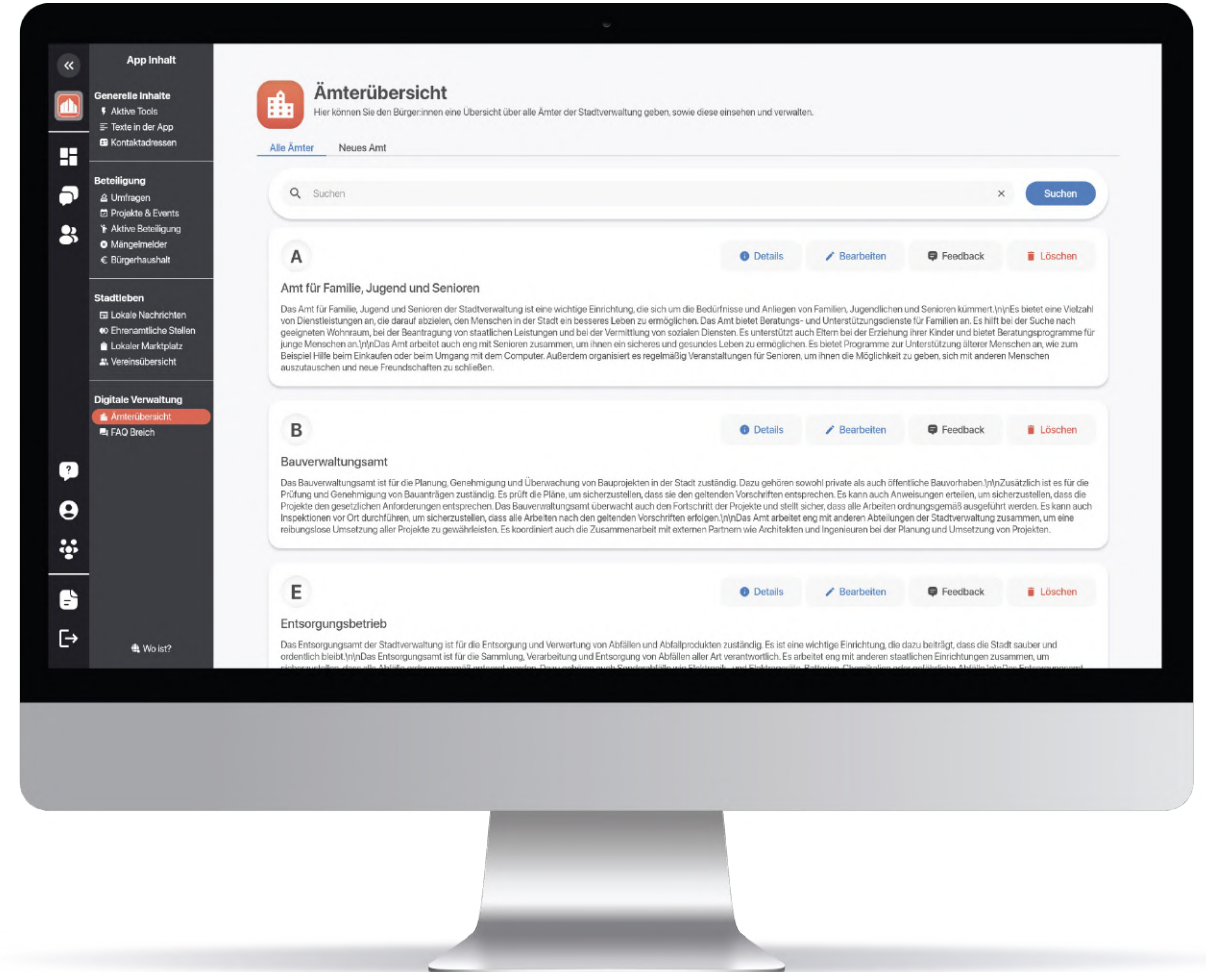 App Inhalt
Generelle Inhalte
Aktive Tools
Texte in der App
Kontaktadressen
Beteiligung
Umfragen
Projekte & Events
Aktive Beteiligung
Mängelmelder
Bürgerhaushalt
Stadtleben
Lokale Nachrichten
Ehrenamtliche Stellen
Lokaler Marktplatz
Vereinsübersicht
Digitale Verwaltung
Ämterübersicht
FAQ Breich
Wo ist?
Ämterübersicht
Hier können Sie den Bürger:innen eine Übersicht über alle Ämter der Stadtverwaltung geben, sowie diese einsehen und verwalten.
Alle Ämter Neues Amt
Suchen Suchen
A Details Bearbeiten Feedback Löschen
Amt für Familie, Jugend und Senioren
Das Amt für Familie, Jugend und Senioren der Stadtverwaltung ist eine wichtige Einrichtung, die sich um die Bedürfnisse und Anliegen von Familien, Jugendlichen und Senioren kümmert.\n\nEs bietet eine Vielzahl
von Dienstleistungen an, die darauf abzielen, den Menschen in der Stadt ein besseres Leben zu ermöglichen. Das Amt bietet Beratungs- und Unterstützungsdienste für Familien an. Es hilft bei der Suche nach
geeigneten Wohnraum, bei der Beantragung von staatlichen Leistungen und bei der Vermittlung von sozialen Diensten. Es unterstützt auch Eltern bei der Erziehung ihrer Kinder und bietet Beratungsprogramme für
junge Menschen an.\n\nDas Amt arbeitet auch eng mit Senioren zusammen, um ihnen ein sicheres und gesundes Leben zu ermöglichen. Es bietet Programme zur Unterstützung älterer Menschen an, wie zum
Beispiel Hilfe beim Einkaufen oder beim Umgang mit dem Computer. Außerdem organisiert es regelmäßig Veranstaltungen für Senioren, um ihnen die Möglichkeit zu geben, sich mit anderen Menschen
auszutauschen und neue Freundschaften zu schließen.
B Details Bearbeiten Feedback Löschen
Bauverwaltungsamt
Das Bauverwaltungsamt ist für die Planung, Genehmigung und Überwachung von Bauprojekten in der Stadt zuständig. Dazu gehören sowohl private als auch öffentliche Bauvorhaben.\n\nZusätzlich ist es für die
Prüfung und Genehmigung von Bauanträgen zuständig. Es prüft die Pläne, um sicherzustellen, dass sie den geltenden Vorschriften entsprechen. Es kann auch Anweisungen erteilen, um sicherzustellen, dass die
Projekte den gesetzlichen Anforderungen entsprechen. Das Bauverwaltungsamt überwacht auch den Fortschritt der Projekte und stellt sicher, dass alle Arbeiten ordnungsgemäß ausgeführt werden. Es kann auch
Inspektionen vor Ort durchführen, um sicherzustellen, dass alle Arbeiten nach den geltenden Vorschriften erfolgen.\n\nDas Amt arbeitet eng mit anderen Abteilungen der Stadtverwaltung zusammen, um eine
reibungslose Umsetzung aller Projekte zu gewährleisten. Es koordiniert auch die Zusammenarbeit mit externen Partnern wie Architekten und Ingenieuren bei der Planung und Umsetzung von Projekten.
E Details Bearbeiten Feedback Löschen
Entsorgungsbetrieb
Das Entsorgungsamt der Stadtverwaltung ist für die Entsorgung und Verwertung von Abfällen und Abfallprodukten zuständig. Es ist eine wichtige Einrichtung, die dazu beiträgt, dass die Stadt sauber und
ordentlich bleibt.\n\nDas Entsorgungsamt ist für die Sammlung, Verarbeitung und Entsorgung von Abfällen aller Art verantwortlich. Es arbeitet eng mit anderen staatlichen Einrichtungen zusammen, um